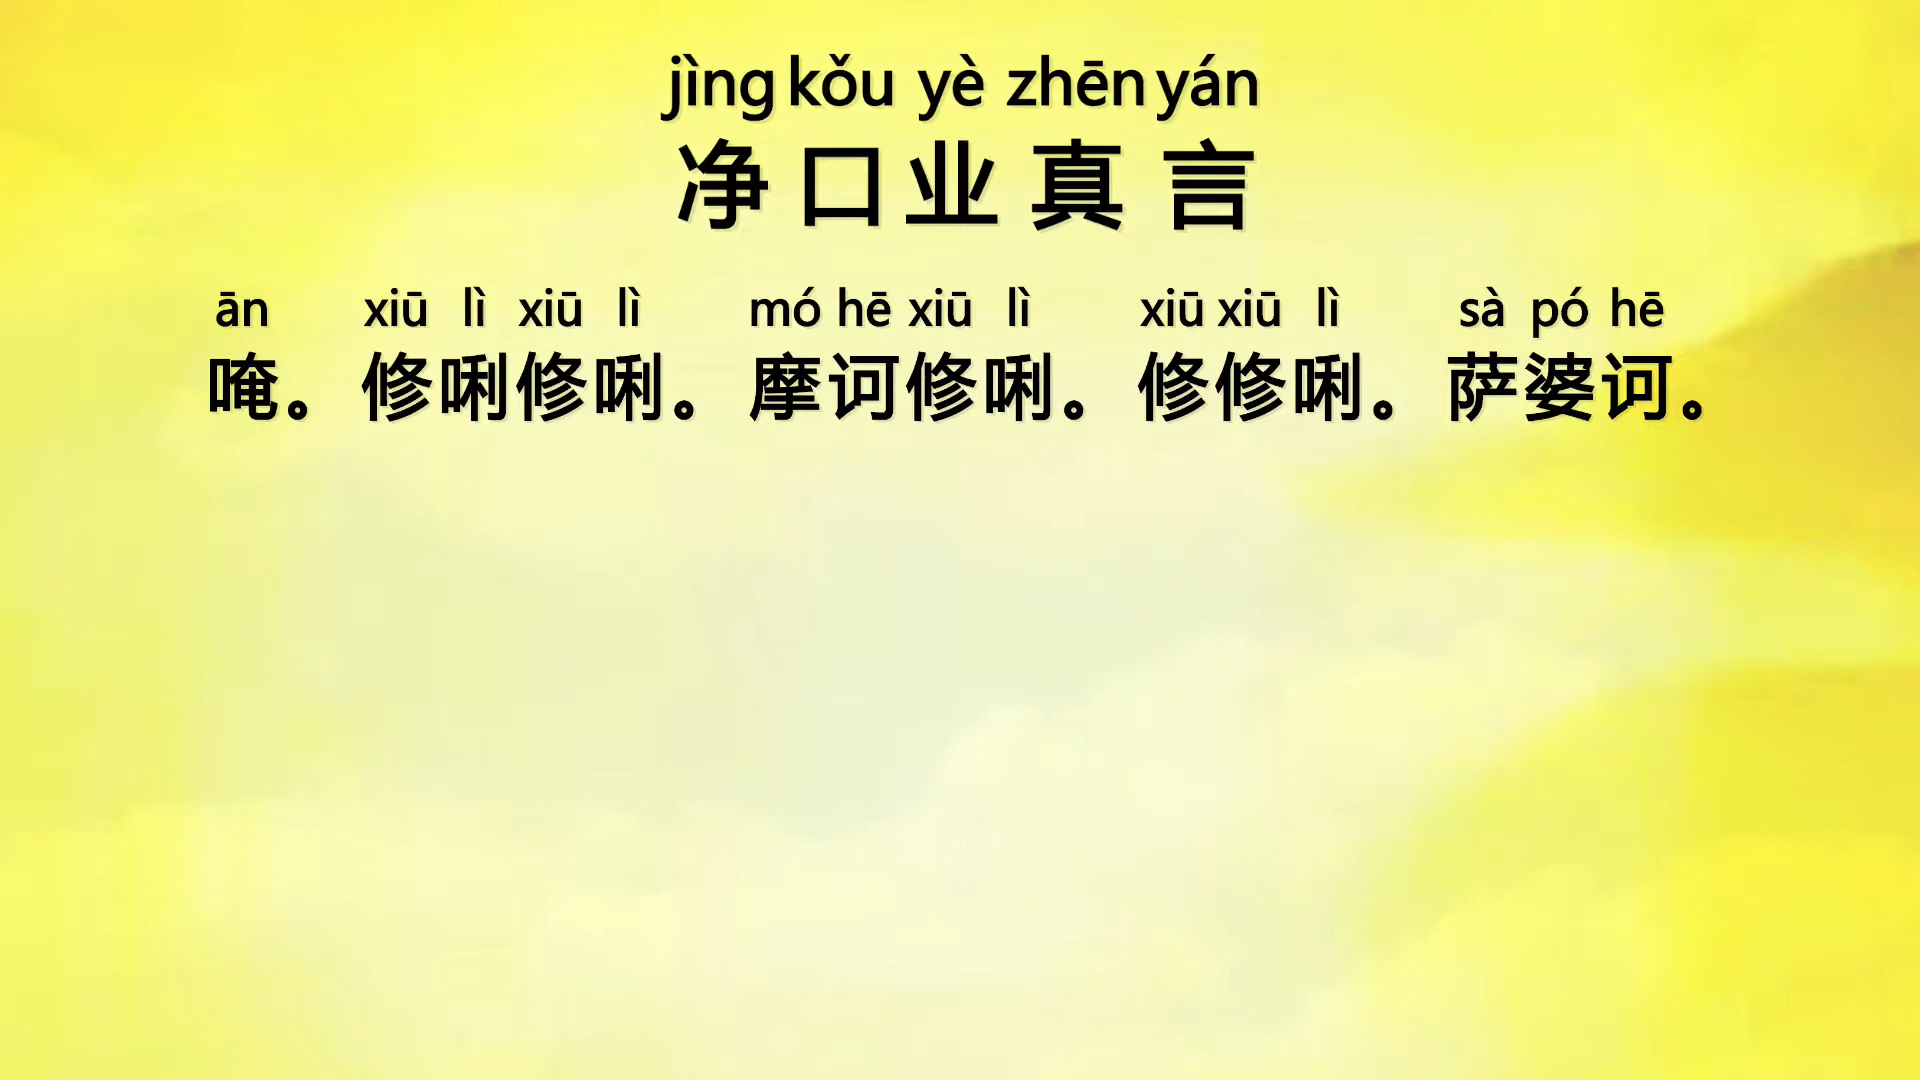 jìng kǒu yè zhēn yán
净口业真言
ān xiū lì xiū lì mó hē xiū lì xiū xiū lì sà pó hē
唵。修唎修唎。摩诃修唎。修修唎。萨婆诃。